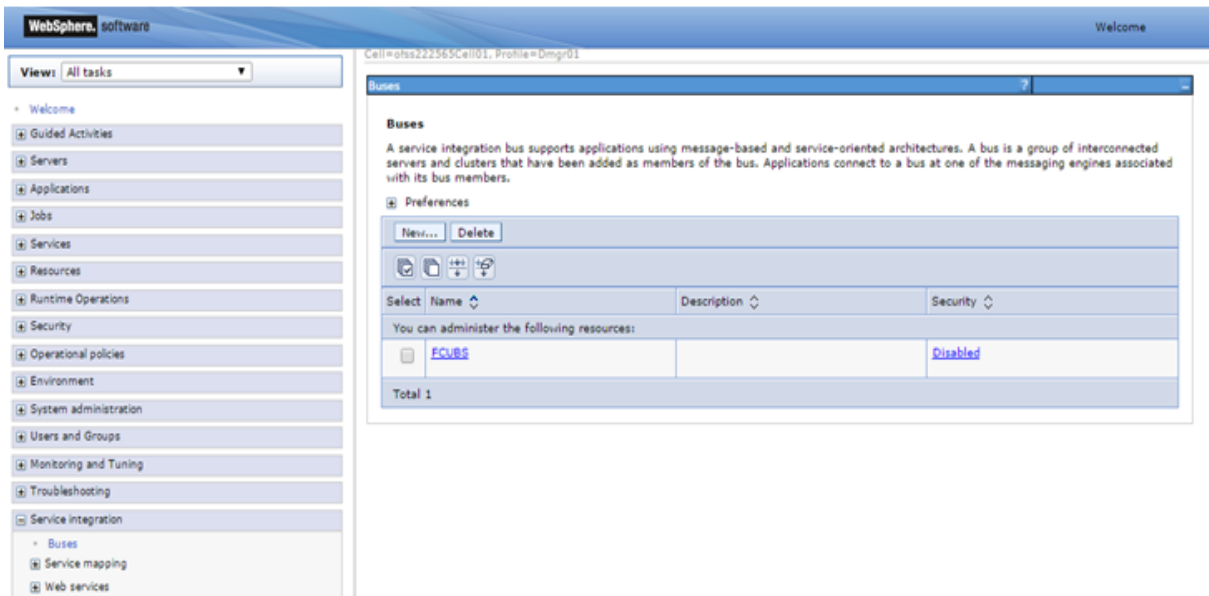 WebSphere. software
Welcome
View: All tasks
Cell=ofss222565Cell01, Profile=Dmgr01
Welcome
Guided Activities
Servers
Applications
Jobs
Services
Resources
Runtime Operations
Security
Operational policies
Environment
System administration
Users and Groups
Monitoring and Tuning
Troubleshooting
Service integration
Buses
Service mapping
Web services
Buses ? -
Buses
A service integration bus supports applications using message-based and service-oriented architectures. A bus is a group of interconnected
servers and clusters that have been added as members of the bus. Applications connect to a bus at one of the messaging engines associated
with its bus members.
Preferences
New... Delete
Select Name Description Security
You can administer the following resources:
FCUBS Disabled
Total 1